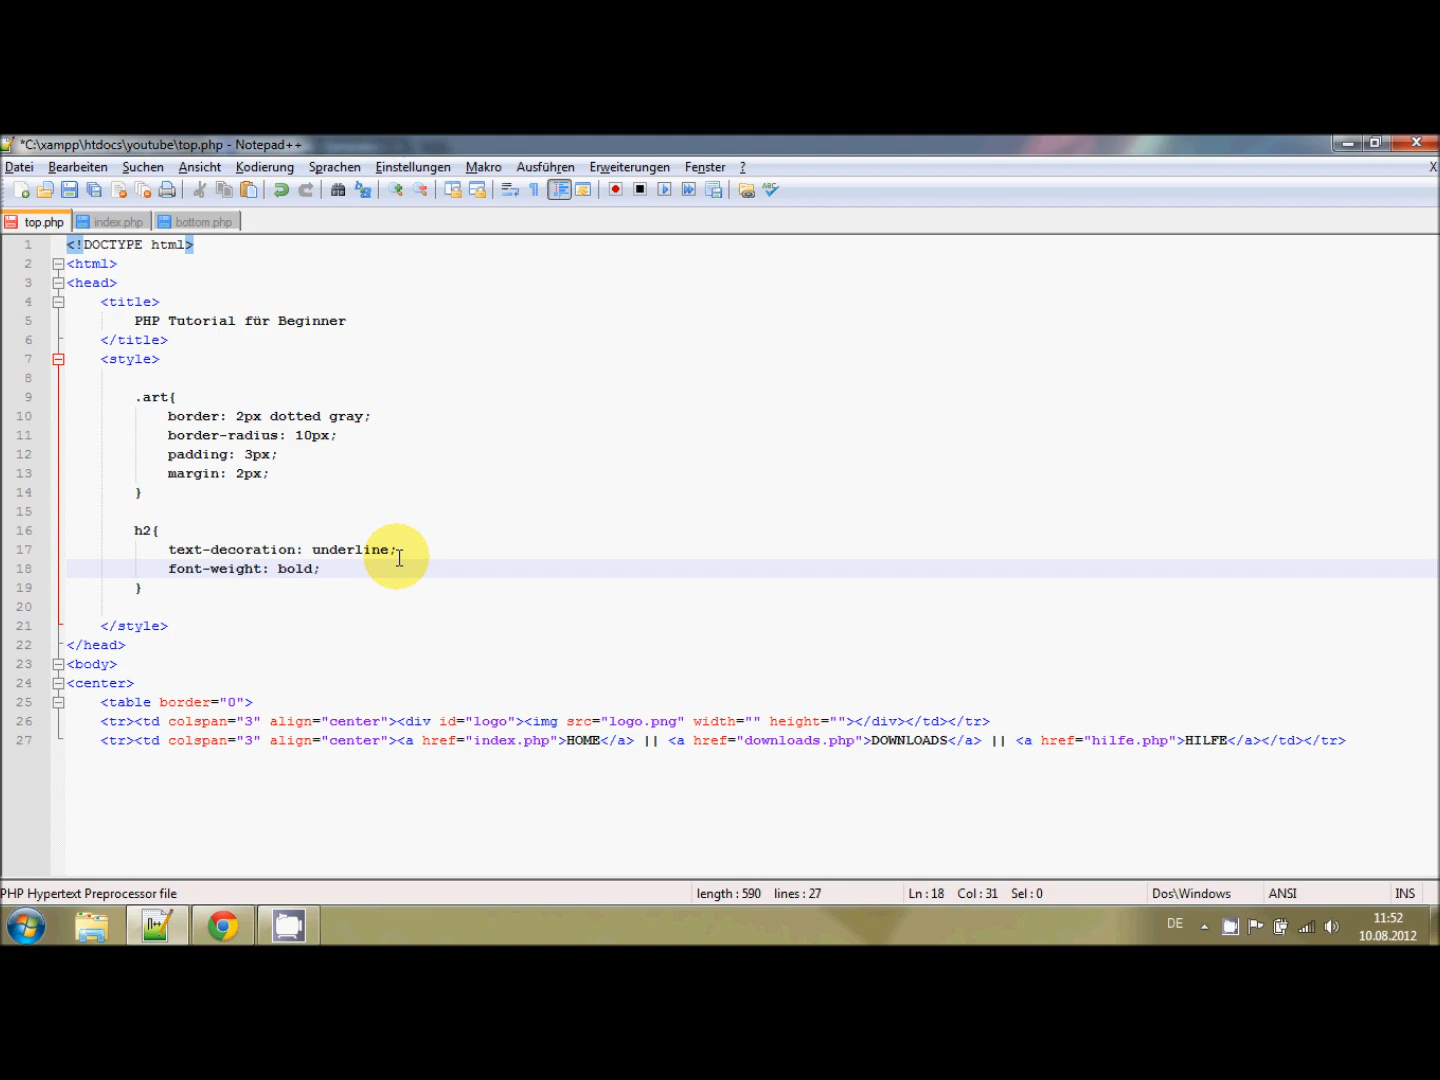 *C:\xampp\htdocs\youtube\top.php - Notepad++
Datei Bearbeiten Suchen Ansicht Kodierung Sprachen Einstellungen Makro Ausführen Erweiterungen Fenster ? X
top.php index.php bottom.php
1 <!DOCTYPE html>
2 <html>
3 <head>
4 <title>
5 PHP Tutorial für Beginner
6 </title>
7 <style>
8
9 .art{
10 border: 2px dotted gray;
11 border-radius: 10px;
12 padding: 3px;
13 margin: 2px;
14 }
15
16 h2{
17 text-decoration: underline;
18 font-weight: bold;
19 }
20
21 </style>
22 </head>
23 <body>
24 <center>
25 <table border="0">
26 <tr><td colspan="3" align="center"><div id="logo"><img src="logo.png" width="" height=""></div></td></tr>
27 <tr><td colspan="3" align="center"><a href="index.php">HOME</a> || <a href="downloads.php">DOWNLOADS</a> || <a href="hilfe.php">HILFE</a></td></tr>
PHP Hypertext Preprocessor file length : 590 lines : 27 Ln : 18 Col : 31 Sel : 0 Dos\Windows ANSI INS
DE 11:52
10.08.2012